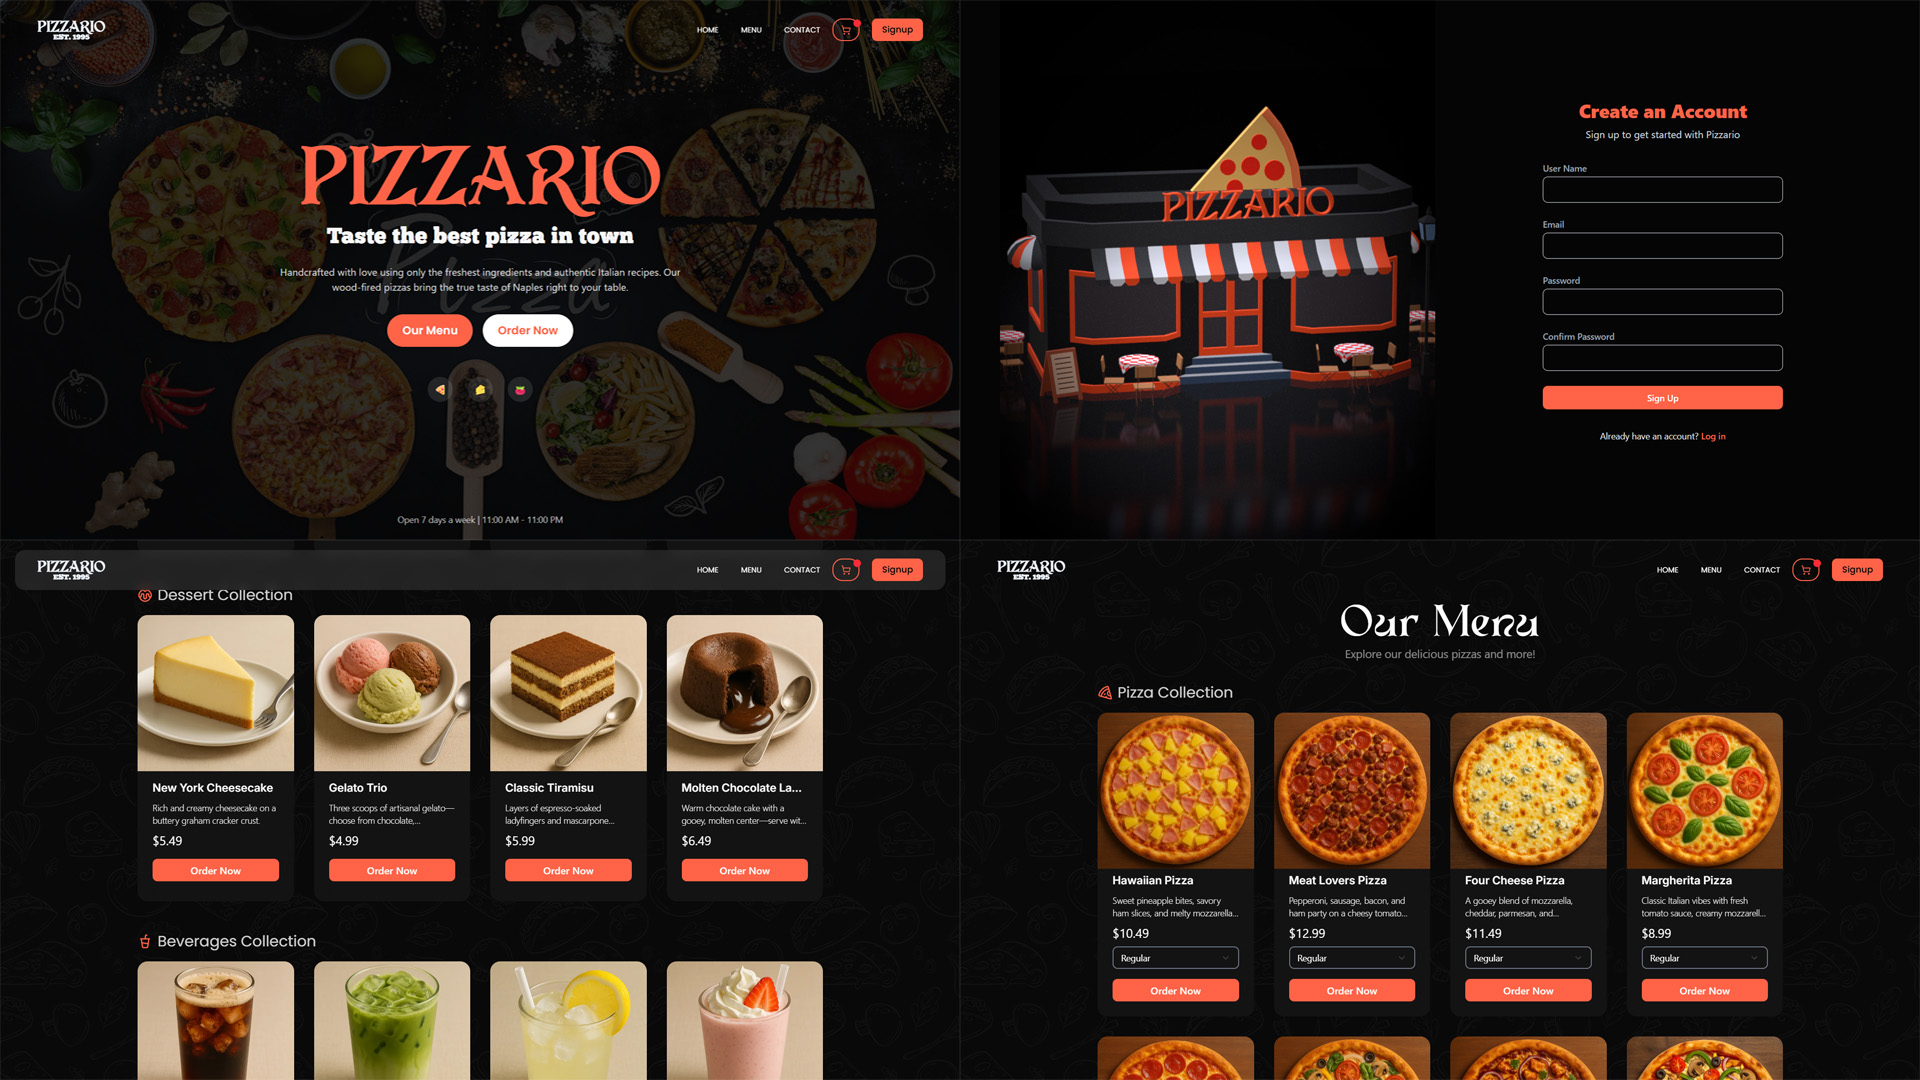 PIZZARIO
EST. 1995
HOME
MENU
CONTACT
Signup
PIZZARIO
Taste the best pizza in town
Handcrafted with love using only the freshest ingredients and authentic Italian recipes. Our
wood-fired pizzas bring the true taste of Naples right to your table.
Pizza
Our Menu
Order Now
Open 7 days a week | 11:00 AM - 11:00 PM
PIZZARIO
Create an Account
Sign up to get started with Pizzario
User Name
Email
Password
Confirm Password
Sign Up
Already have an account? Log in
PIZZARIO
EST. 1995
HOME
MENU
CONTACT
Signup
Dessert Collection
New York Cheesecake
Rich and creamy cheesecake on a
buttery graham cracker crust.
$5.49
Order Now
Gelato Trio
Three scoops of artisanal gelato—
choose from chocolate,...
$4.99
Order Now
Classic Tiramisu
Layers of espresso-soaked
ladyfingers and mascarpone...
$5.99
Order Now
Molten Chocolate La...
Warm chocolate cake with a
gooey, molten center—serve wit...
$6.49
Order Now
Beverages Collection
PIZZARIO
EST. 1995
HOME
MENU
CONTACT
Signup
Our Menu
Explore our delicious pizzas and more!
Pizza Collection
Hawaiian Pizza
Sweet pineapple bites, savory
ham slices, and melty mozzarella...
$10.49
Regular
Order Now
Meat Lovers Pizza
Pepperoni, sausage, bacon, and
ham party on a cheesy tomato...
$12.99
Regular
Order Now
Four Cheese Pizza
A gooey blend of mozzarella,
cheddar, parmesan, and...
$11.49
Regular
Order Now
Margherita Pizza
Classic Italian vibes with fresh
tomato sauce, creamy mozzarell...
$8.99
Regular
Order Now